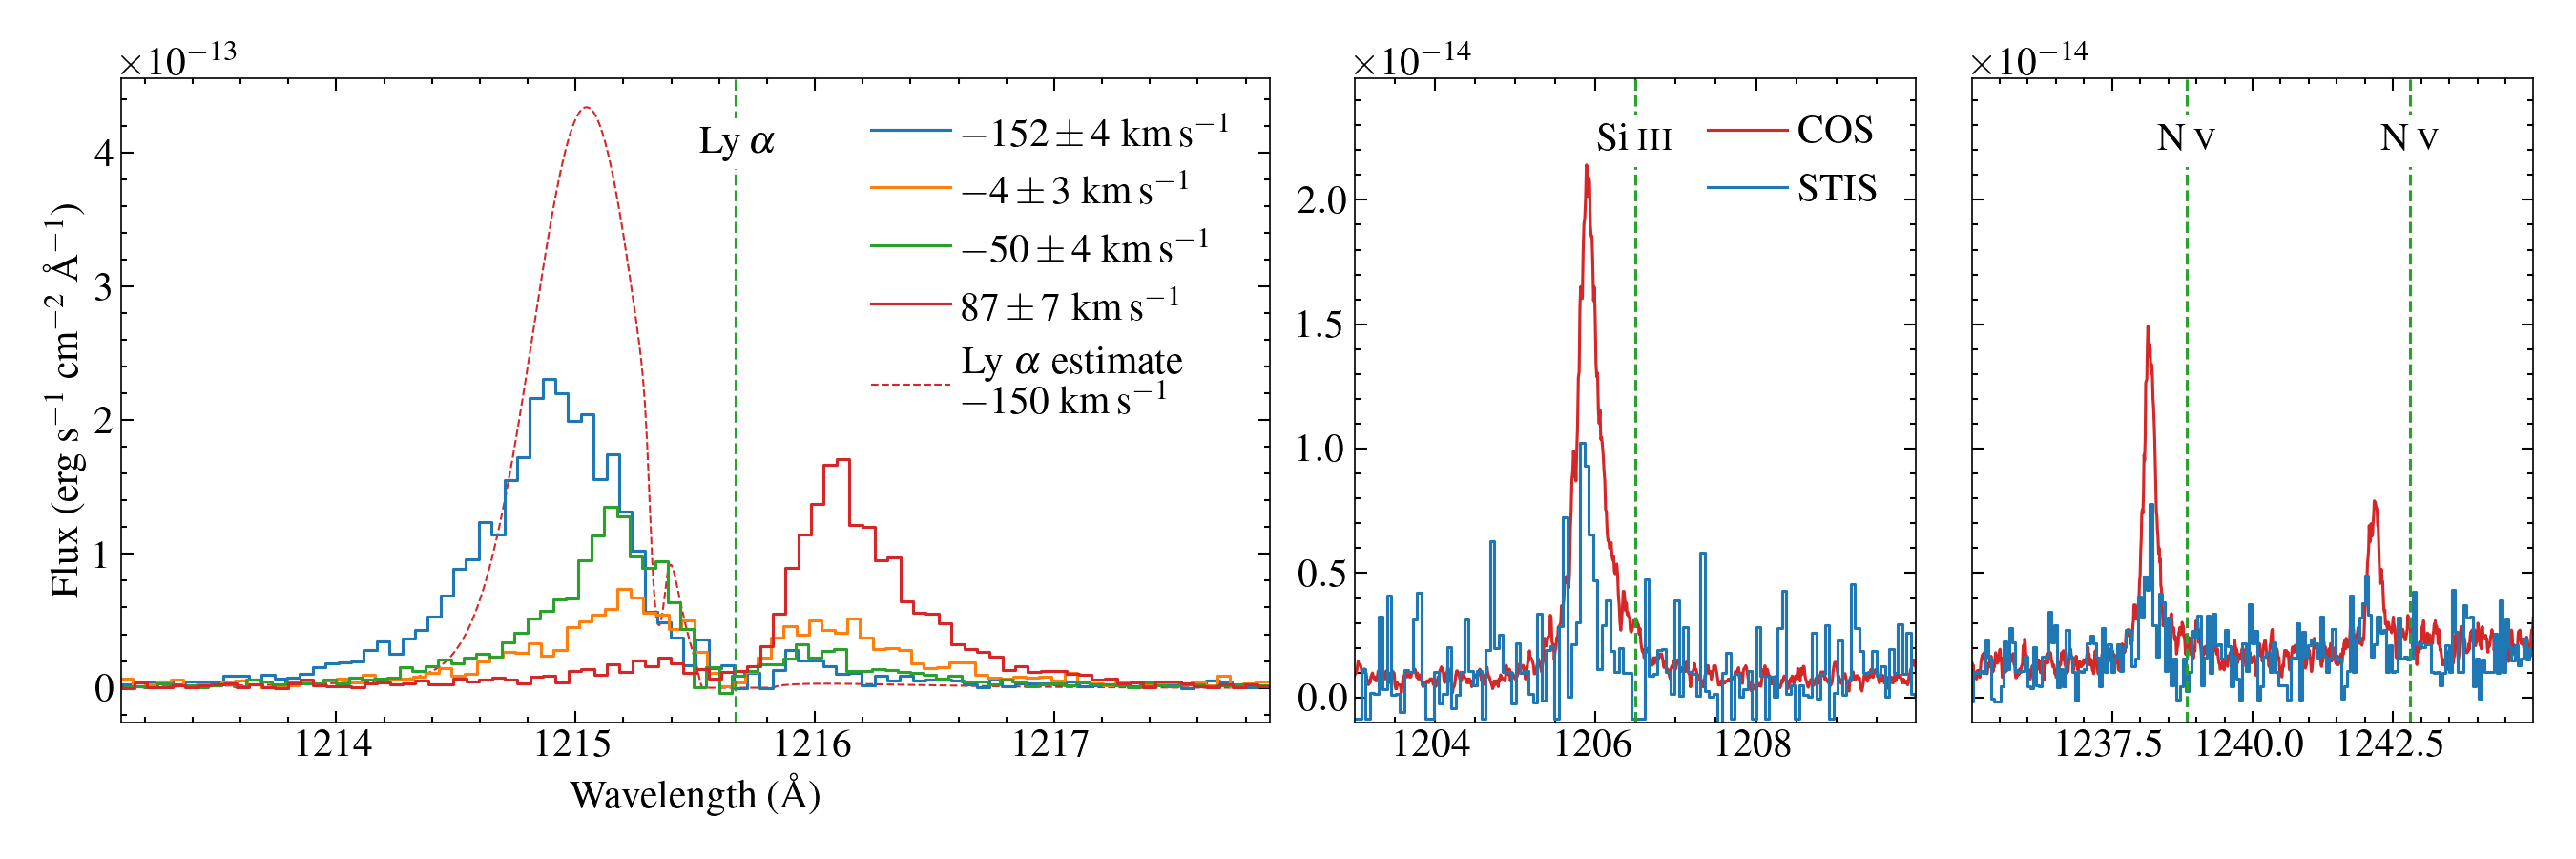 ×10⁻¹³
Flux (erg s⁻¹ cm⁻² Å⁻¹)
4
3
2
1
0
Ly α
−152 ± 4 km s⁻¹
−4 ± 3 km s⁻¹
−50 ± 4 km s⁻¹
87 ± 7 km s⁻¹
Ly α estimate
−150 km s⁻¹
1214 1215 1216 1217
Wavelength (Å)
×10⁻¹⁴
2.0
1.5
1.0
0.5
0.0
Si III
COS
STIS
1204 1206 1208
×10⁻¹⁴
N V N V
1237.5 1240.0 1242.5